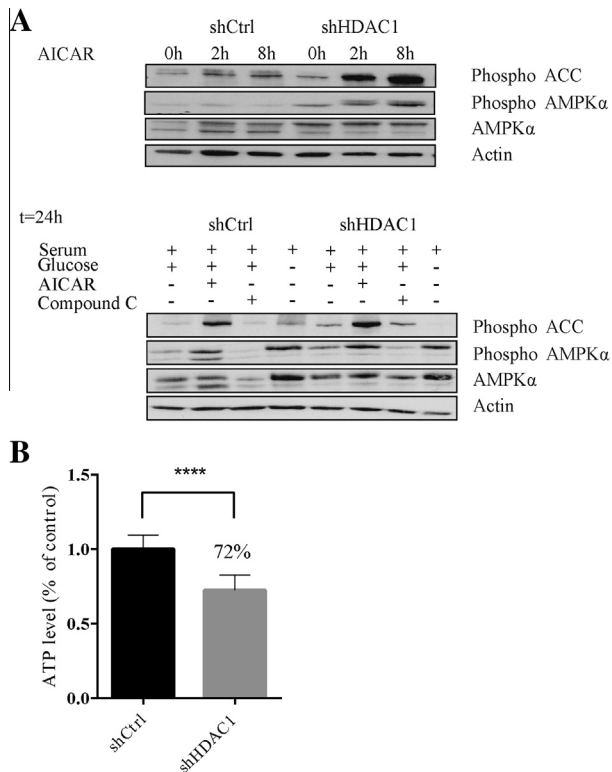 A
shCtrl shHDAC1
AICAR 0h 2h 8h 0h 2h 8h
Phospho ACC
Phospho AMPKα
AMPKα
Actin
t=24h
shCtrl shHDAC1
Serum + + + + + + + +
Glucose + + + - + + + -
AICAR - + - - - + - -
Compound C - - + - - - + -
Phospho ACC
Phospho AMPKα
AMPKα
Actin
B
ATP level (% of control)
1.5
1.0
0.5
0.0
****
72%
shCtrl
shHDAC1